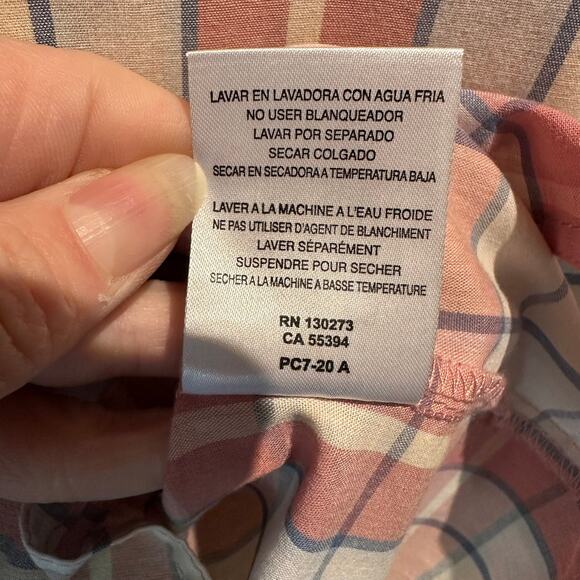 LAVAR EN LAVADORA CON AGUA FRIA
NO USER BLANQUEADOR
LAVAR POR SEPARADO
SECAR COLGADO
SECAR EN SECADORA A TEMPERATURA BAJA
LAVER A LA MACHINE A L'EAU FROIDE
NE PAS UTILISER D'AGENT DE BLANCHIMENT
LAVER SÉPARÉMENT
SUSPENDRE POUR SECHER
SECHER A LA MACHINE A BASSE TEMPERATURE
RN 130273
CA 55394
PC7-20 A